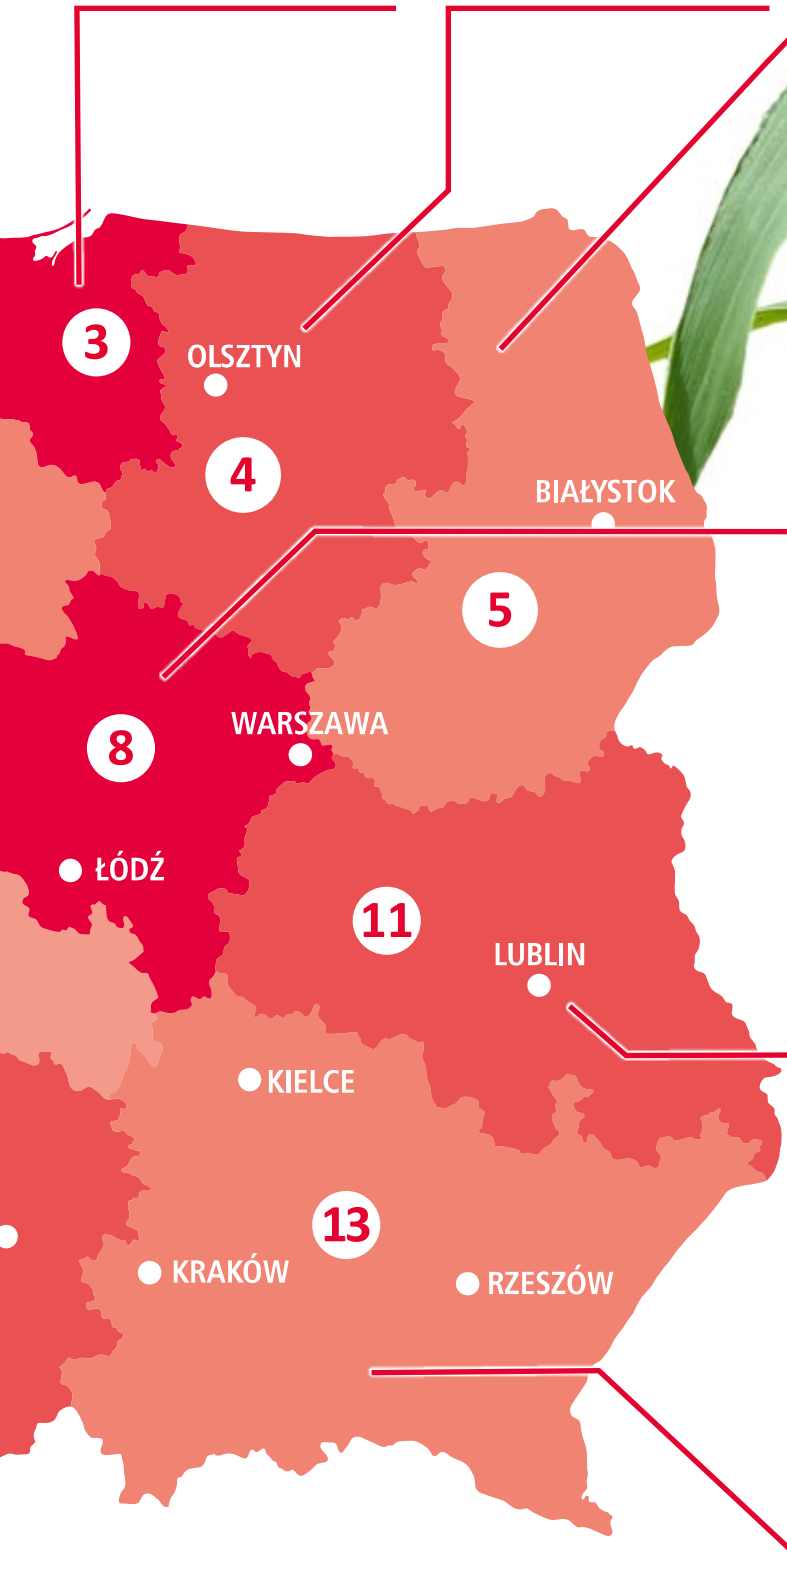 3
OLSZTYN
4
BIAŁYSTOK
5
WARSZAWA
8
ŁÓDŹ
11
LUBLIN
KIELCE
13
KRAKÓW
RZESZÓW